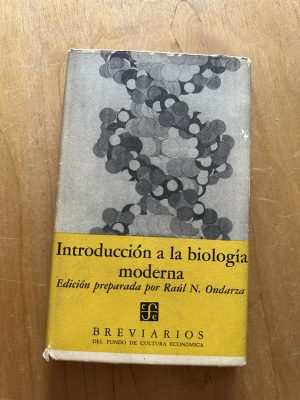 Introducción a la biología
moderna
Edición preparada por Raúl N. Ondarza
BREVIARIOS
DEL FONDO DE CULTURA ECONÓMICA